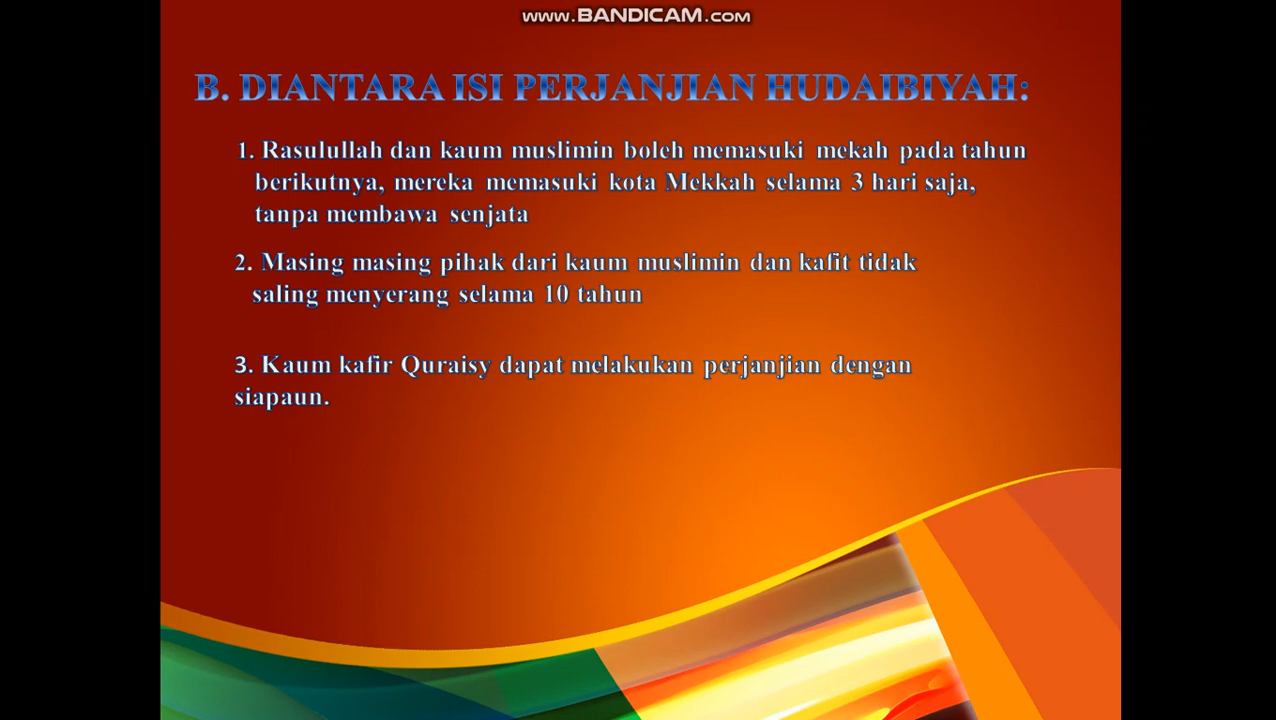 www.BANDICAM.com
B. DIANTARA ISI PERJANJIAN HUDAIBIYAH:
1. Rasulullah dan kaum muslimin boleh memasuki mekah pada tahun
berikutnya, mereka memasuki kota Mekkah selama 3 hari saja,
tanpa membawa senjata
2. Masing masing pihak dari kaum muslimin dan kafit tidak
saling menyerang selama 10 tahun
3. Kaum kafir Quraisy dapat melakukan perjanjian dengan
siapaun.